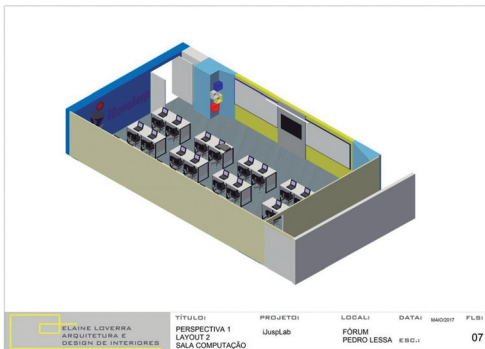 ELAINE LOVERRA
ARQUITETURA E
DESIGN DE INTERIORES
TÍTULO:
PERSPECTIVA 1
LAYOUT 2
SALA COMPUTAÇÃO
PROJETO:
iJuspLab
LOCAL:
FÓRUM
PEDRO LESSA
DATA: MAIO/2017
ESC.:
FLS:
07